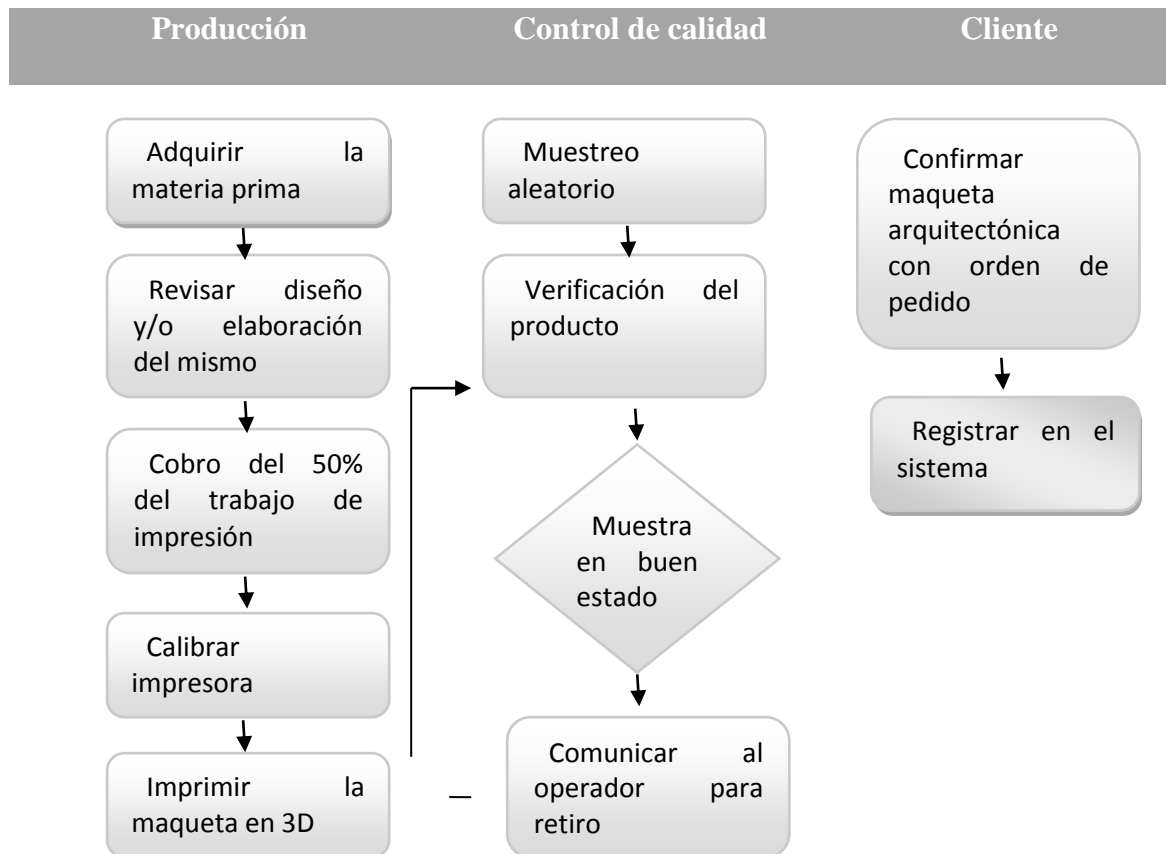 Producción
Control de calidad
Cliente
Adquirir la
materia prima
Revisar diseño
y/o elaboración
del mismo
Cobro del 50%
del trabajo de
impresión
Calibrar
impresora
Imprimir la
maqueta en 3D
Muestreo
aleatorio
Verificación del
producto
Muestra
en buen
estado
Comunicar al
operador para
retiro
Confirmar
maqueta
arquitectónica
con orden de
pedido
Registrar en el
sistema